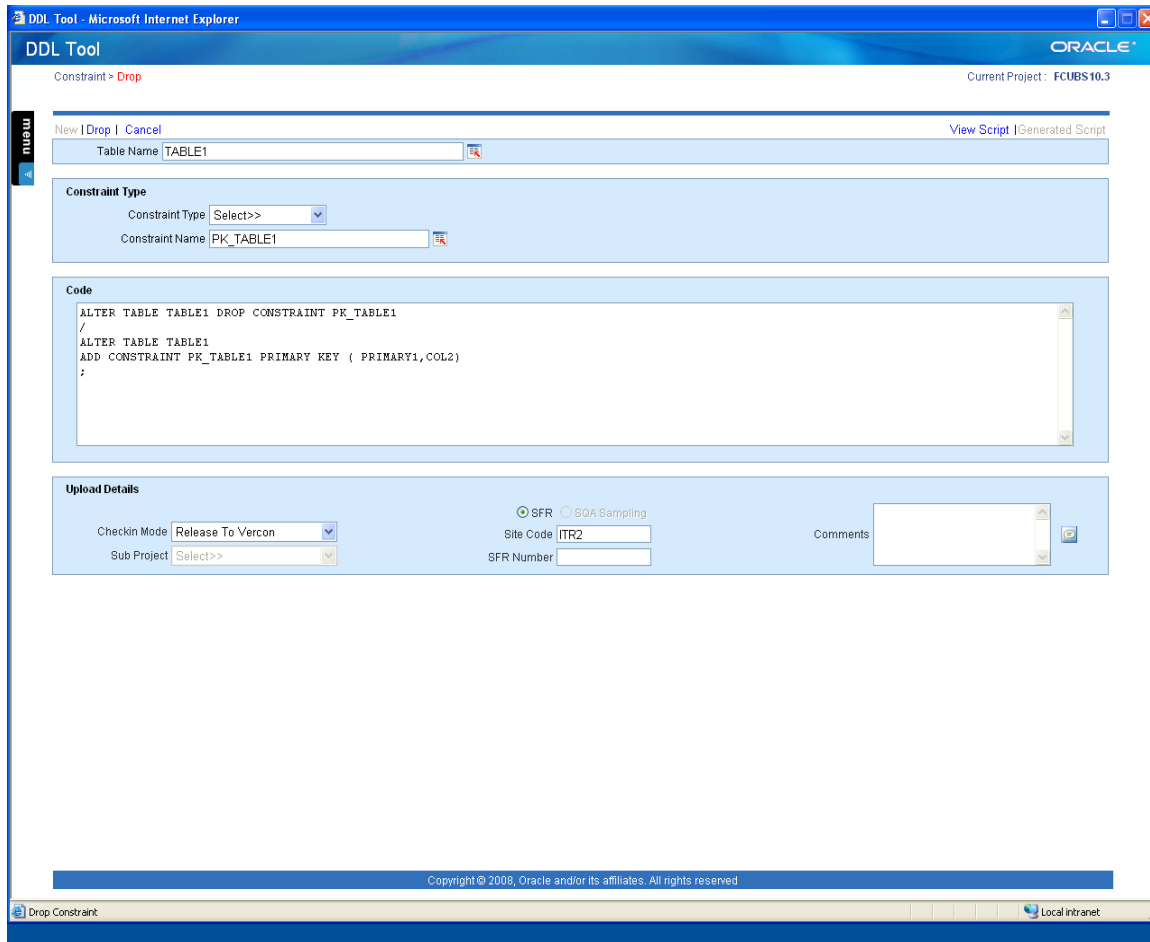 DDL Tool - Microsoft Internet Explorer
DDL Tool
ORACLE
Constraint > Drop
Current Project : FCUBS10.3
menu
New | Drop | Cancel
View Script | Generated Script
Table Name TABLE1
Constraint Type
Constraint Type Select>>
Constraint Name PK_TABLE1
Code
ALTER TABLE TABLE1 DROP CONSTRAINT PK_TABLE1
/
ALTER TABLE TABLE1
ADD CONSTRAINT PK_TABLE1 PRIMARY KEY ( PRIMARY1,COL2)
;
Upload Details
SFR SQA Sampling
Checkin Mode Release To Vercon
Site Code ITR2
Comments
Sub Project Select>>
SFR Number
Copyright © 2008, Oracle and/or its affiliates. All rights reserved
Drop Constraint
Local intranet